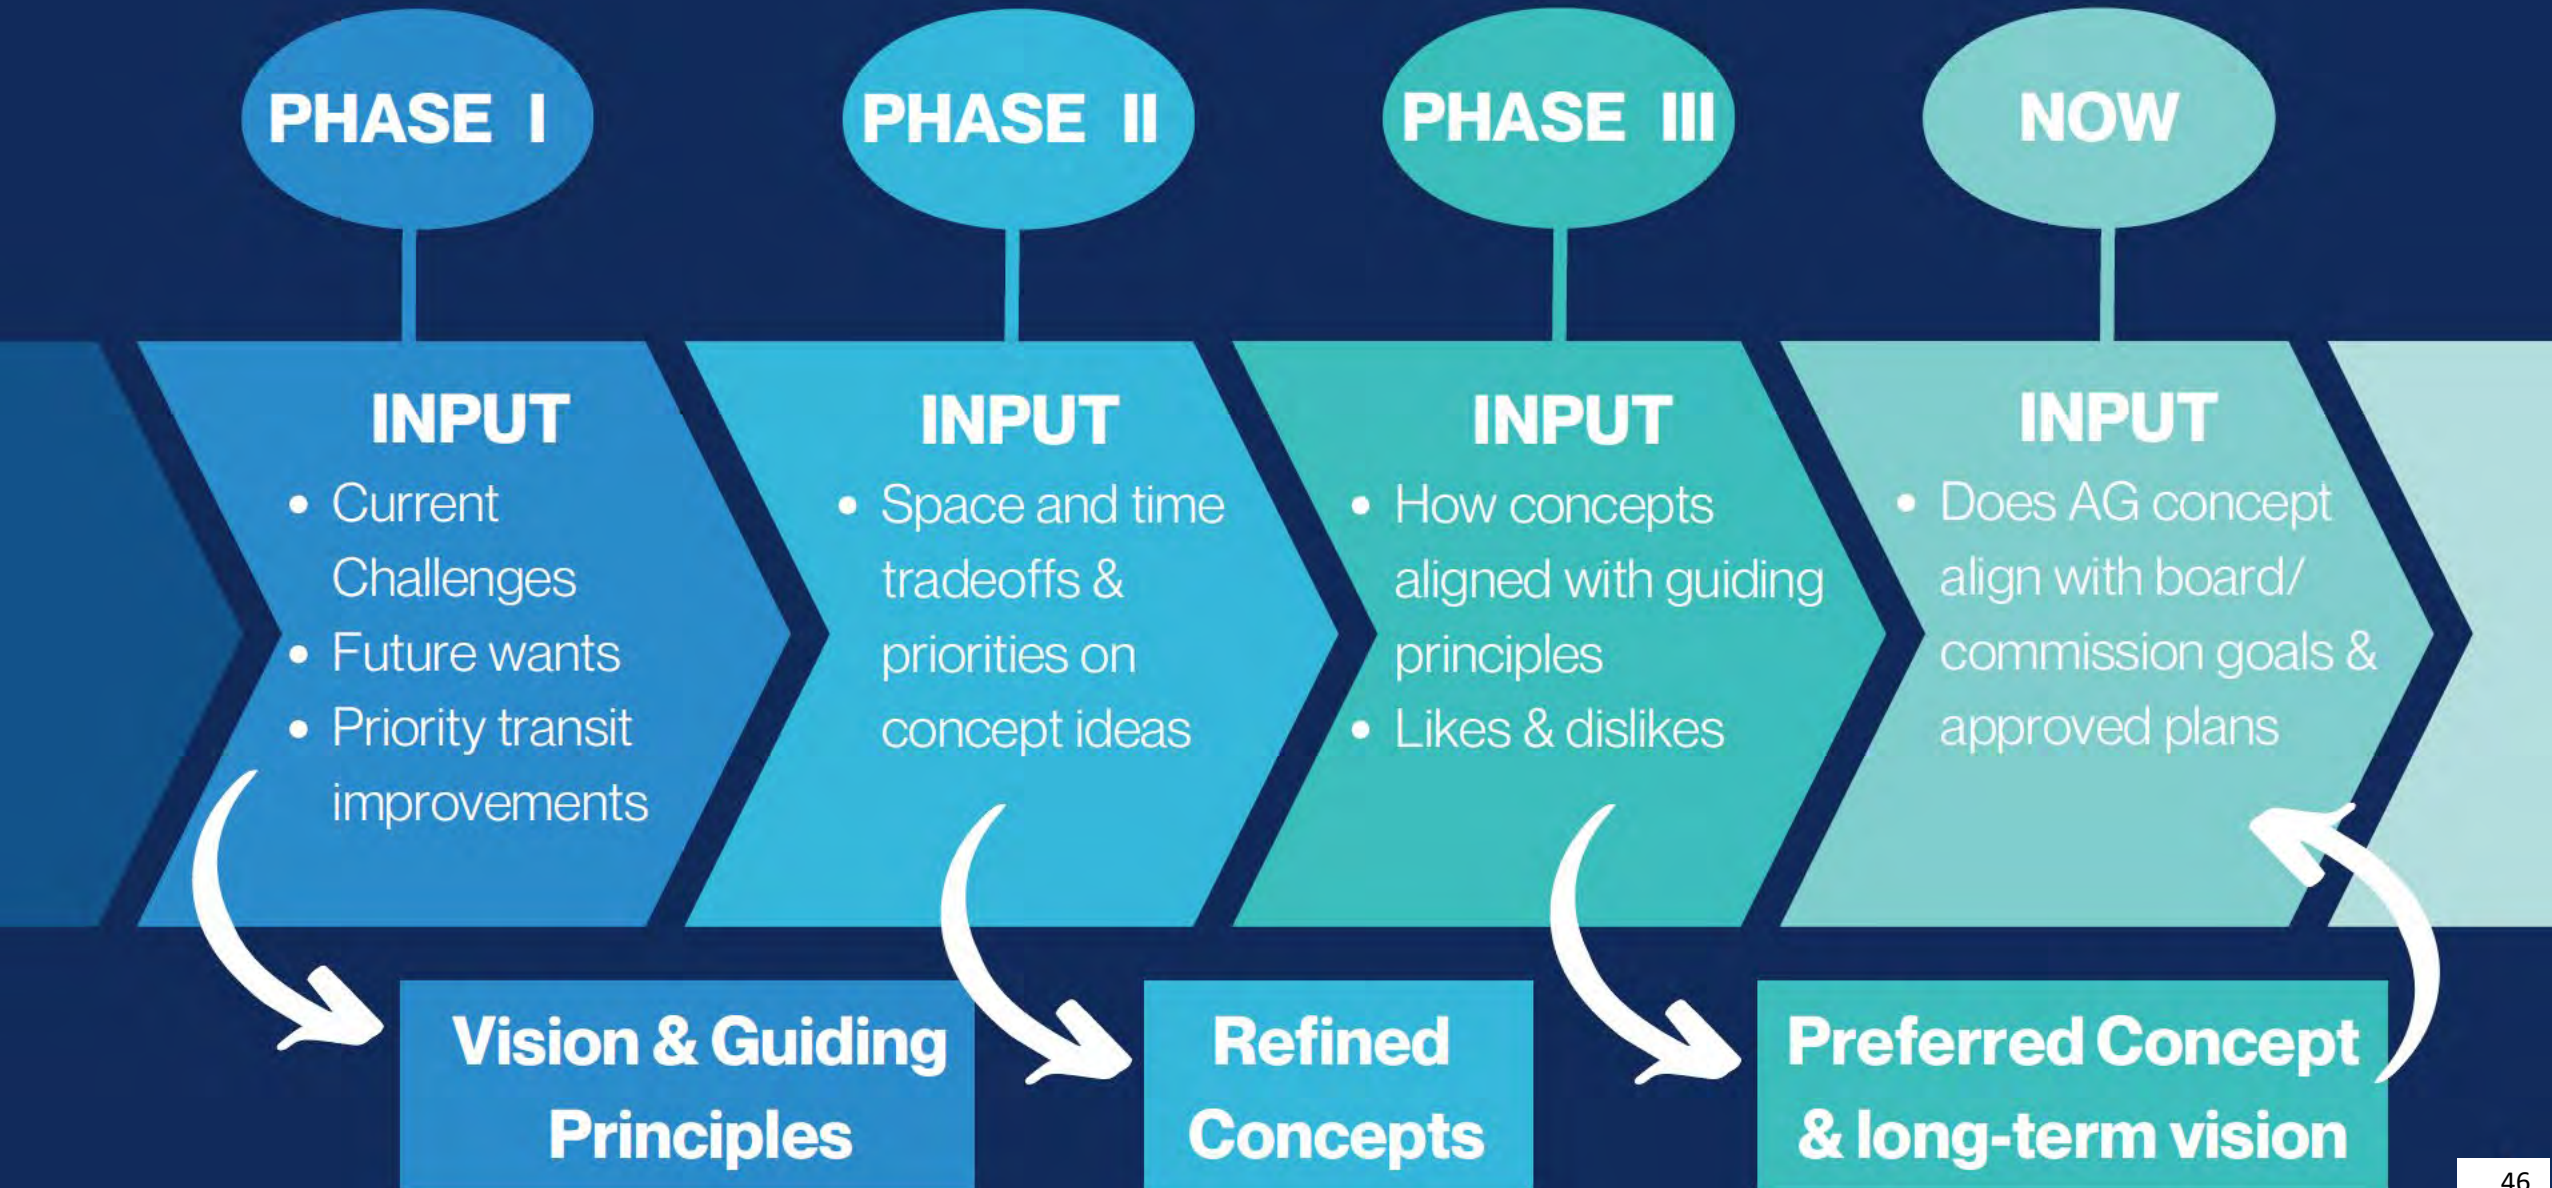 PHASE I
PHASE II
PHASE III
NOW
INPUT
• Current
Challenges
• Future wants
• Priority transit
improvements
INPUT
• Space and time
tradeoffs &
priorities on
concept ideas
INPUT
• How concepts
aligned with guiding
principles
• Likes & dislikes
INPUT
• Does AG concept
align with board/
commission goals &
approved plans
Vision & Guiding
Principles
Refined
Concepts
Preferred Concept
& long-term vision
46